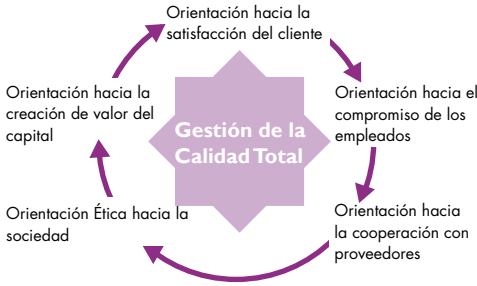 Orientación hacia la
satisfacción del cliente
Orientación hacia el
compromiso de los
empleados
Orientación hacia
la cooperación con
proveedores
Orientación Ética hacia la
sociedad
Orientación hacia la
creación de valor del
capital
Gestión de la
Calidad Total